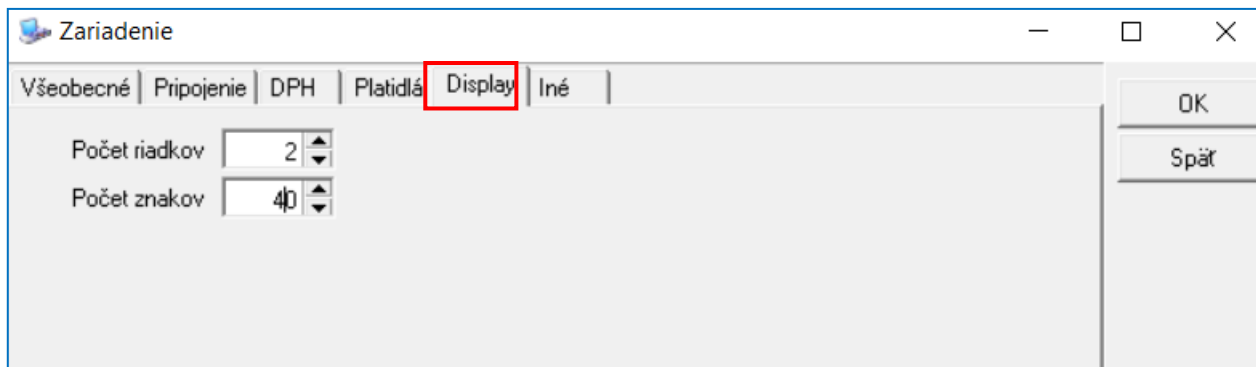 Zariadenie
Všeobecné Pripojenie DPH Platidlá Display Iné
OK
Počet riadkov 2
Späť
Počet znakov 40